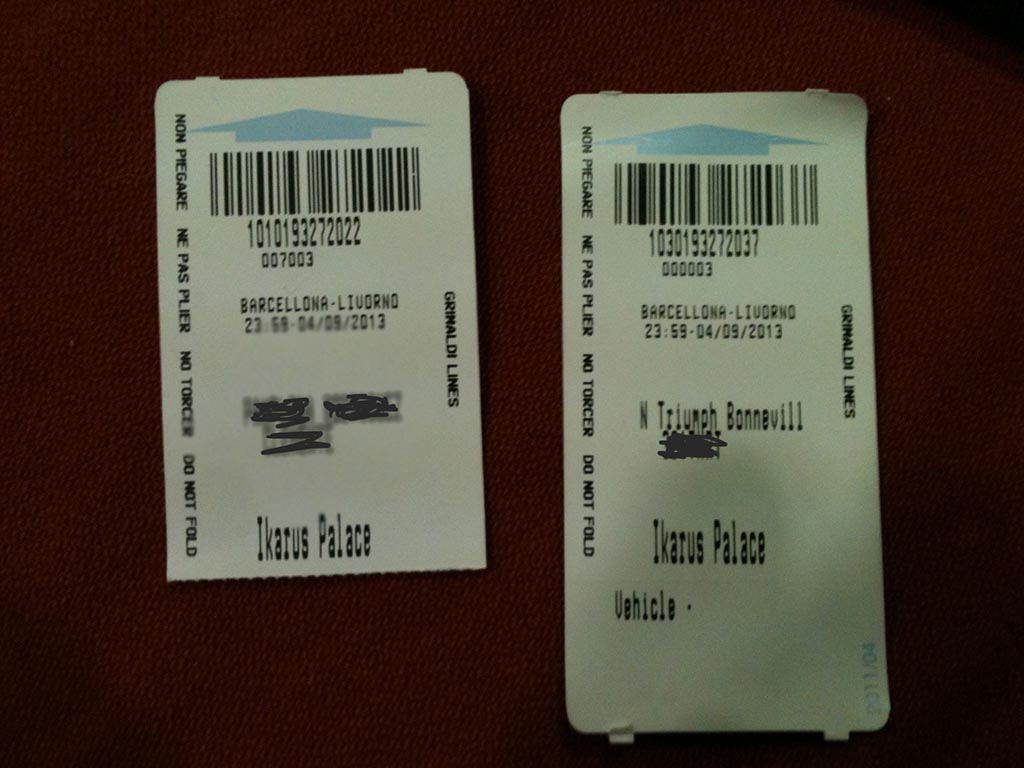 NON PIEGARE NE PAS PLIER NO TORCER DO NOT FOLD
1010193272022
007003
BARCELLONA-LIVORNO
23:59-04/09/2013
GRIMALDI LINES
Ikarus Palace
NON PIEGARE NE PAS PLIER NO TORCER DO NOT FOLD
1030193272037
000003
BARCELLONA-LIVORNO
23:59-04/09/2013
GRIMALDI LINES
N Triumph Bonnevill
Ikarus Palace
Vehicle -
2011/04